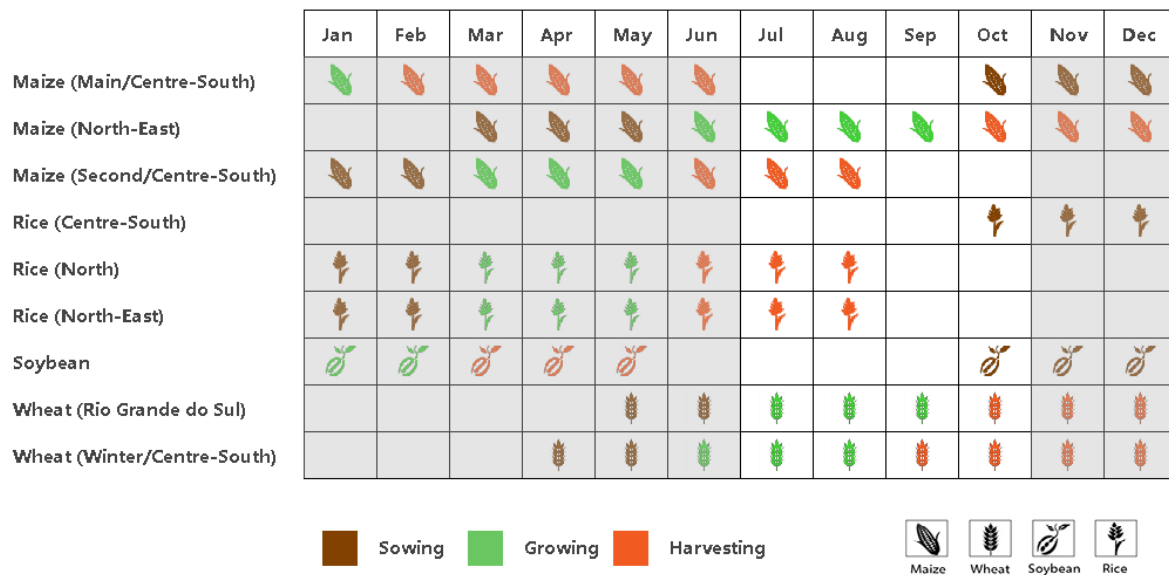 Jan Feb Mar Apr May Jun Jul Aug Sep Oct Nov Dec
Maize (Main/Centre-South)
Maize (North-East)
Maize (Second/Centre-South)
Rice (Centre-South)
Rice (North)
Rice (North-East)
Soybean
Wheat (Rio Grande do Sul)
Wheat (Winter/Centre-South)
Sowing Growing Harvesting
Maize Wheat Soybean Rice